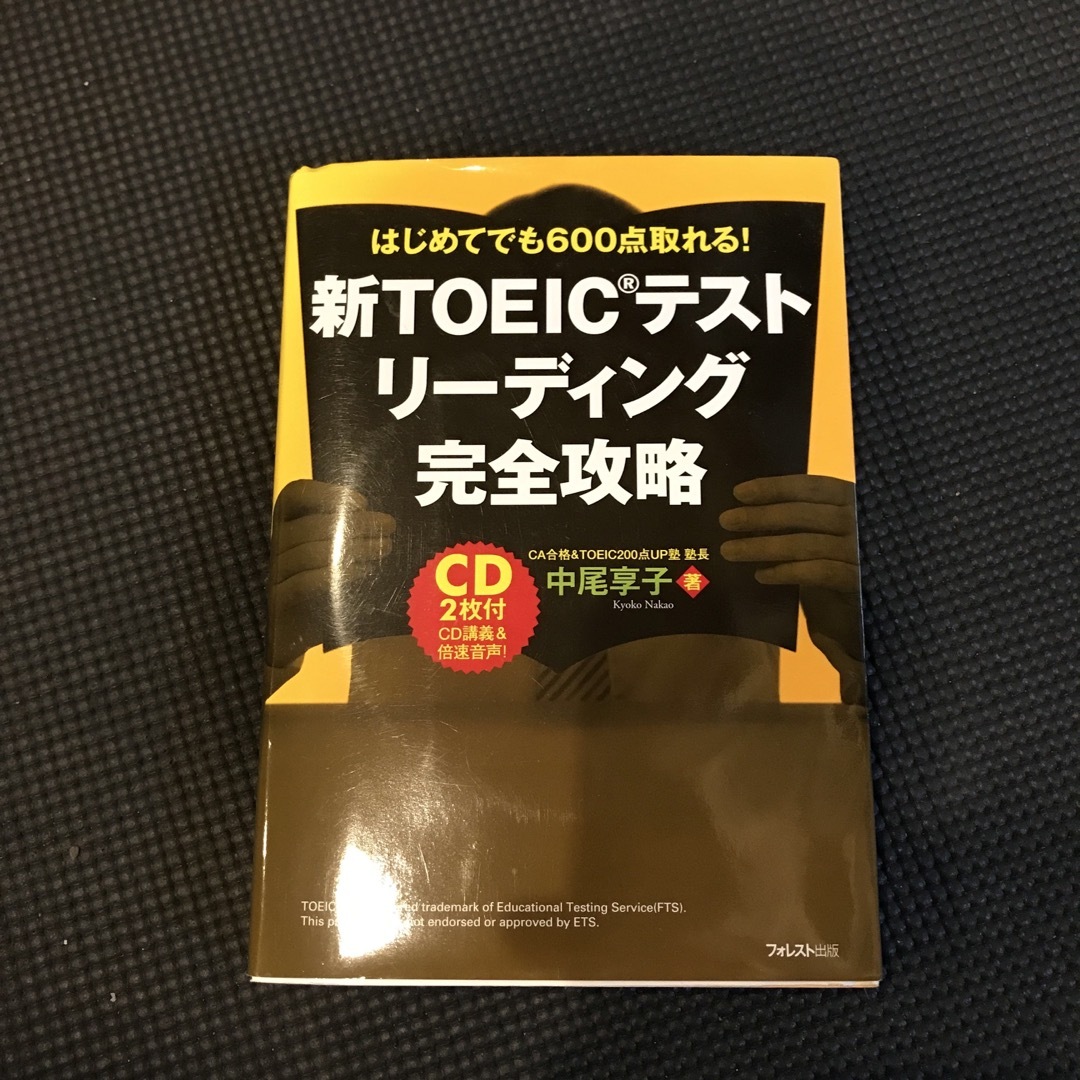 はじめてでも600点取れる!
新TOEIC®テスト
リーディング
完全攻略
CD
2枚付
CD講義&
倍速音声!
CA合格&TOEIC200点UP塾 塾長
中尾享子 著
Kyoko Nakao
TOEIC trademark of Educational Testing Service(ETS).
This endorsed or approved by ETS.
フォレスト出版